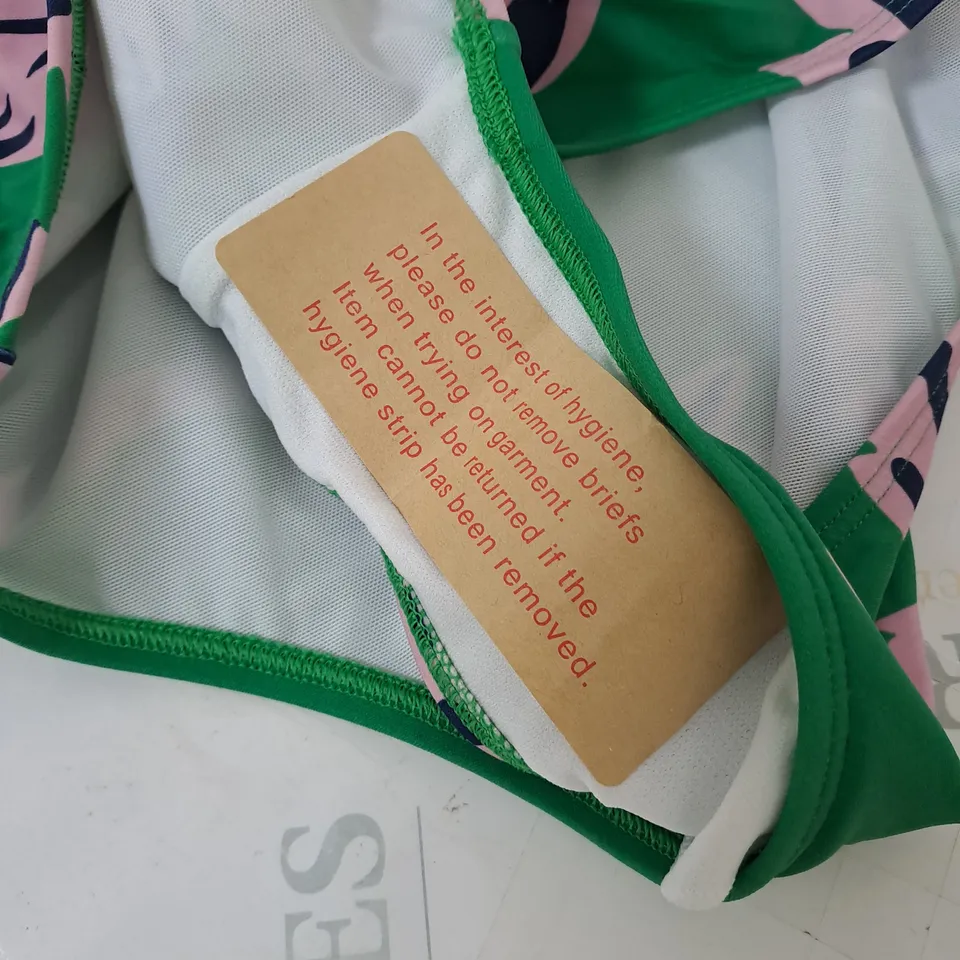 In the interest of hygiene,
please do not remove briefs
when trying on garment.
Item cannot be returned if the
hygiene strip has been removed.
ES